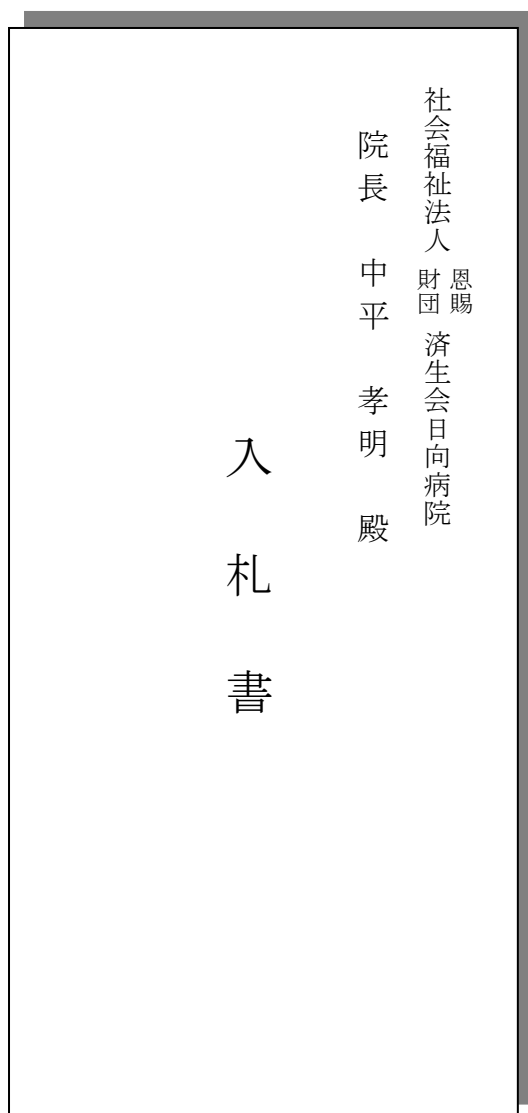 社会福祉法人 恩賜財団 済生会日向病院
院長 中平 孝明 殿
入札書